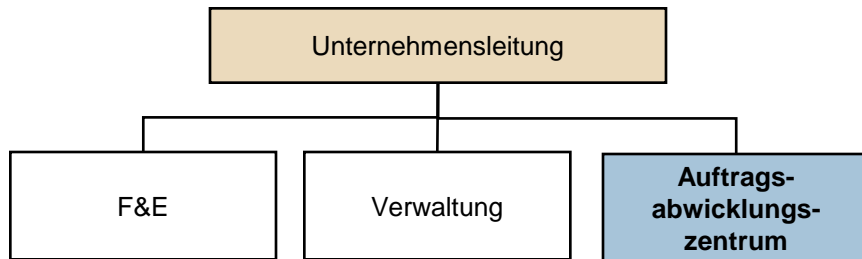 Unternehmensleitung
F&E
Verwaltung
Auftrags-
abwicklungs-
zentrum